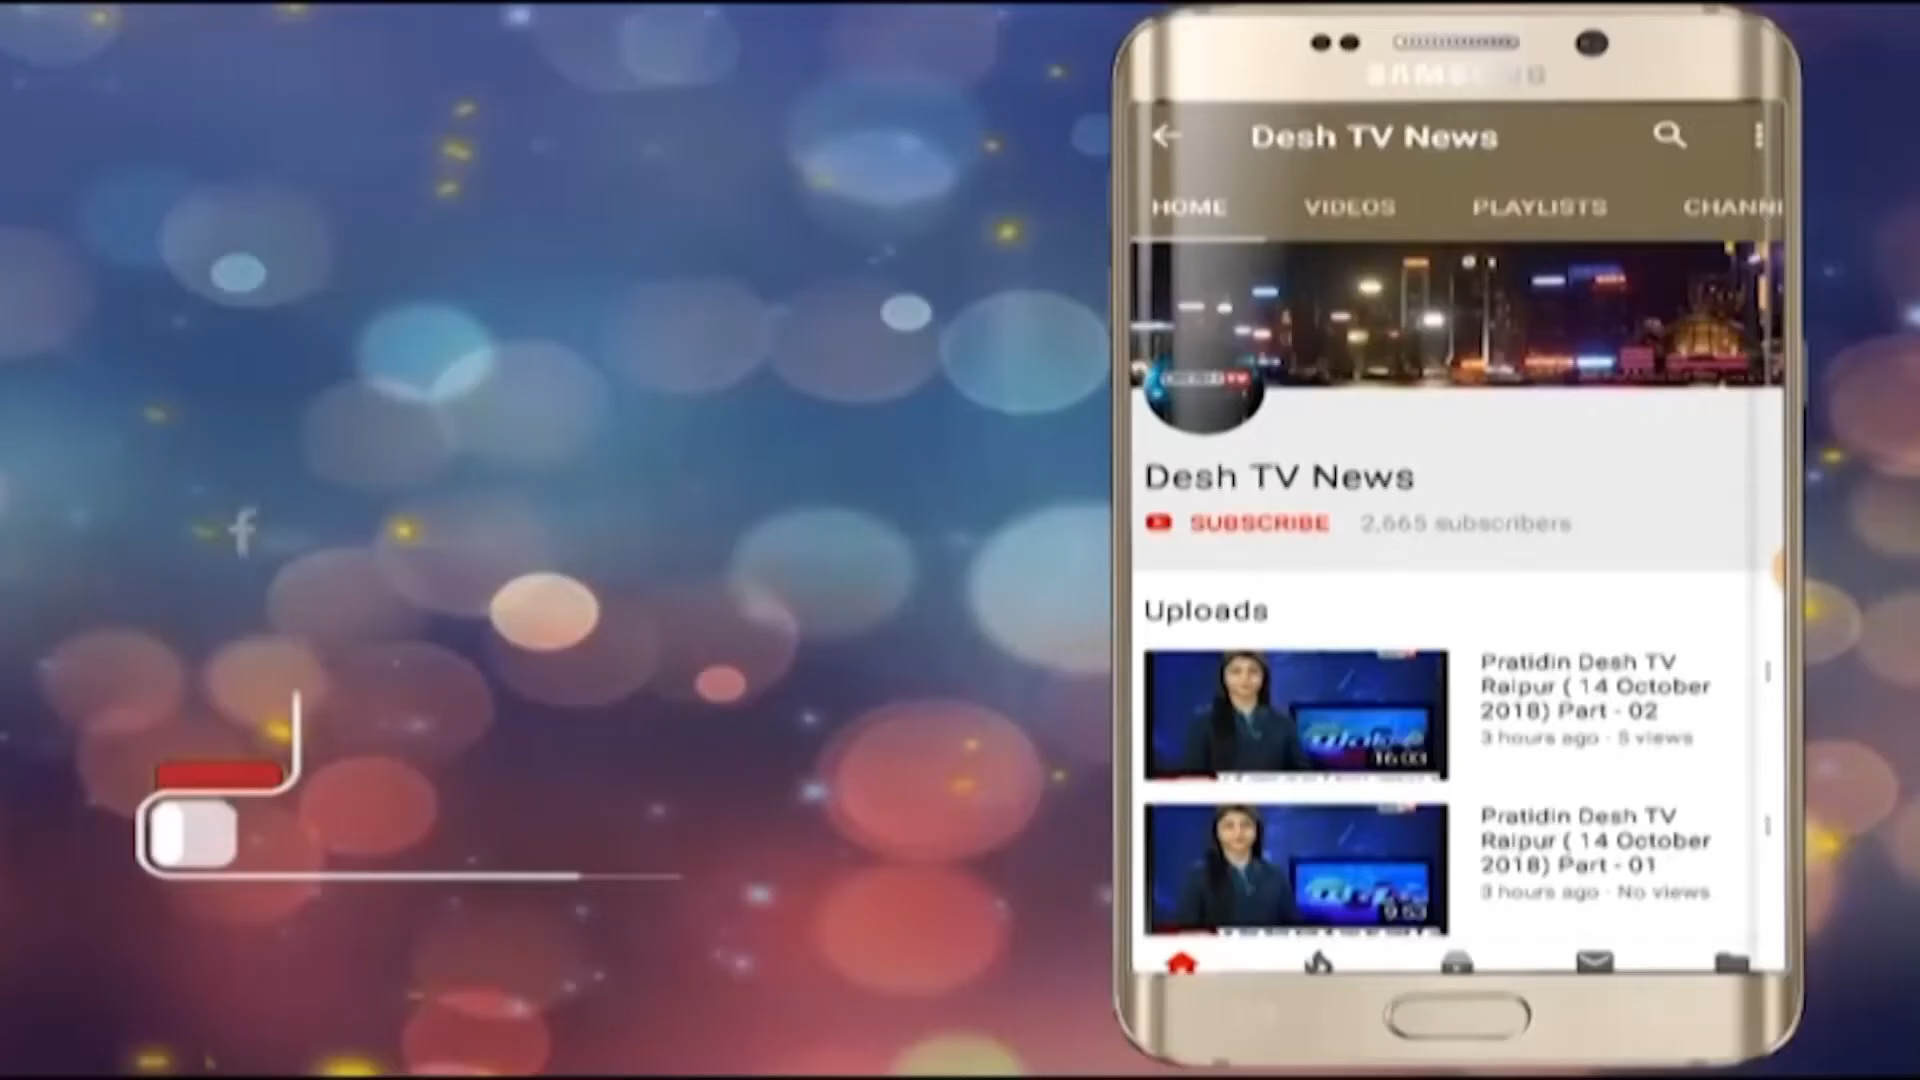 SAMSUNG
Desh TV News
HOME VIDEOS PLAYLISTS CHANN
Desh TV News
SUBSCRIBE 2,665 subscribers
Uploads
Pratidin Desh TV
Raipur ( 14 October
2018) Part - 02
3 hours ago · 5 views
16:03
Pratidin Desh TV
Raipur ( 14 October
2018) Part - 01
3 hours ago · No views
9:53
f